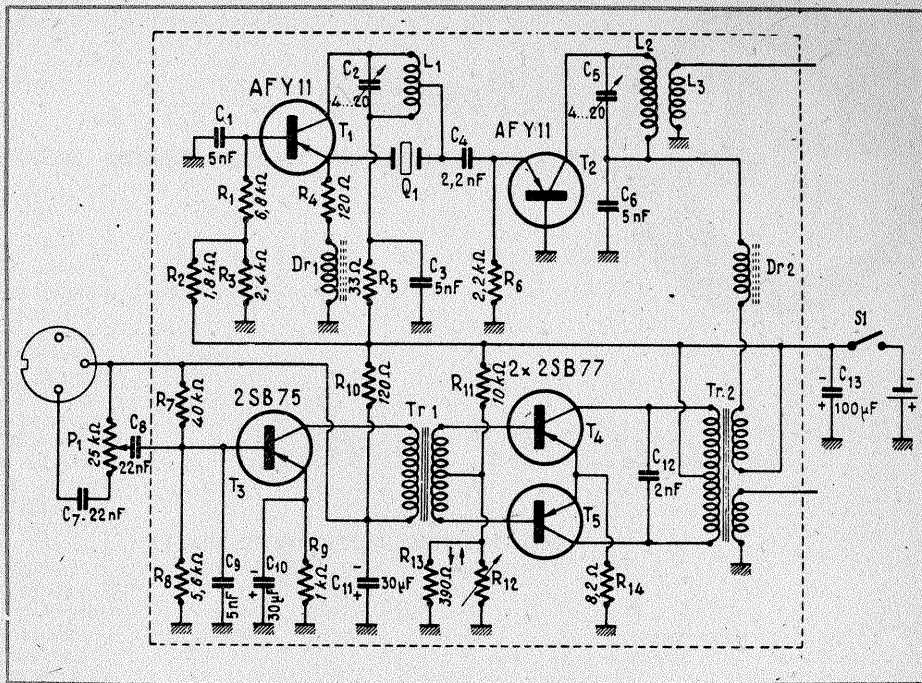 AFY11
C1
5nF
T1
C2
4...20
L1
R1
6,8kΩ
R4
120Ω
Q1
C4
2,2nF
AFY11
T2
C5
4...20
L2
L3
C6
5nF
R2
1,8kΩ
R3
2,4kΩ
Dr1
33Ω
R5
C3
5nF
R6
2,2kΩ
Dr2
S1
P1
25kΩ
C8
22nF
R7
40kΩ
2SB75
T3
R10
120Ω
Tr.1
R11
10kΩ
2x 2SB77
T4
T5
C12
2nF
Tr.2
C13
100µF
-
+
-
+
C7-22nF
R8
5,6kΩ
C9
5nF
C10
-
+
30µF
R9
1kΩ
C11
-
+
30µF
R13
390Ω
R12
R14
8,2Ω